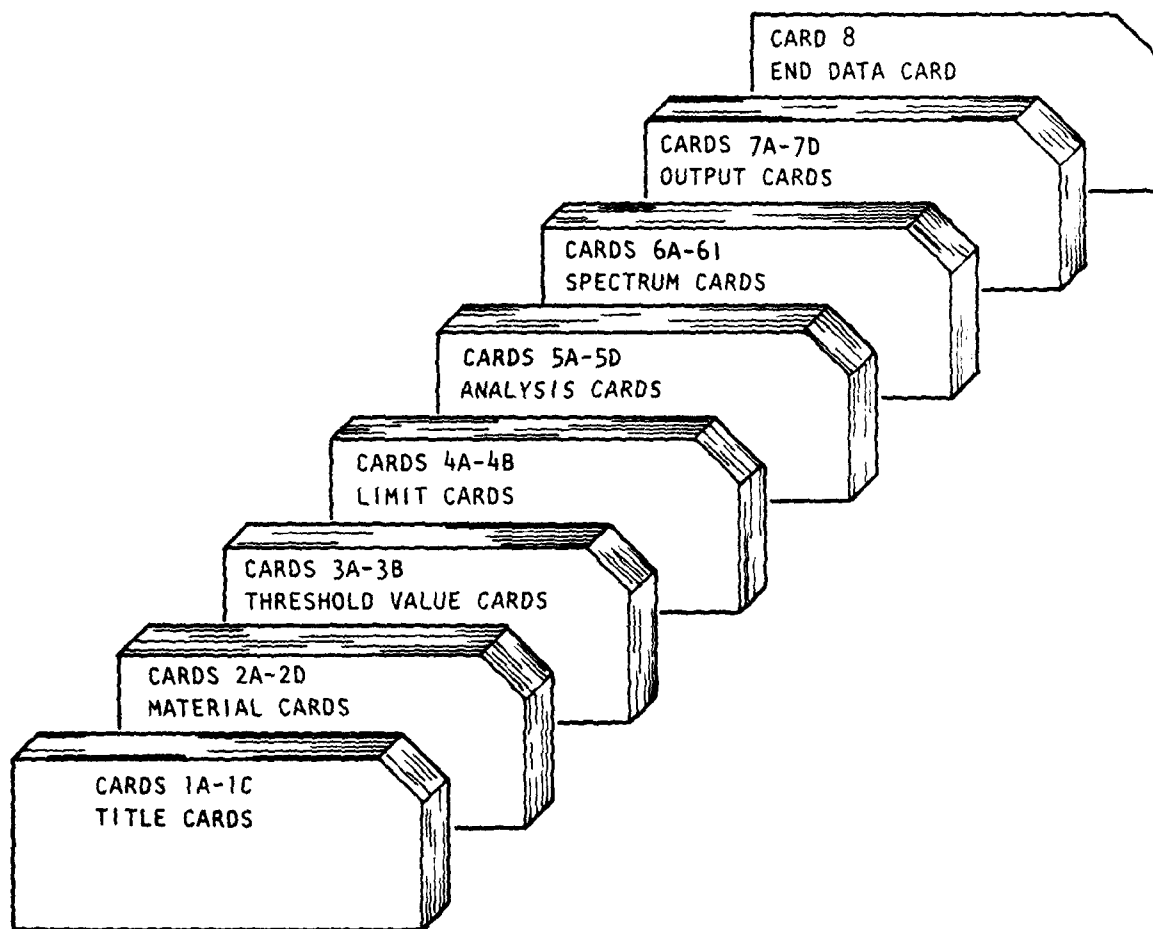 CARD 8
END DATA CARD
CARDS 7A-7D
OUTPUT CARDS
CARDS 6A-6I
SPECTRUM CARDS
CARDS 5A-5D
ANALYSIS CARDS
CARDS 4A-4B
LIMIT CARDS
CARDS 3A-3B
THRESHOLD VALUE CARDS
CARDS 2A-2D
MATERIAL CARDS
CARDS 1A-1C
TITLE CARDS